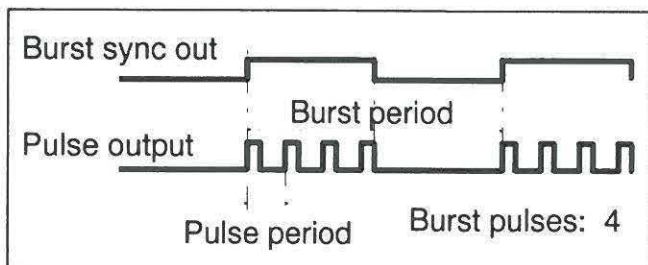 Burst sync out
Burst period
Pulse output
Pulse period
Burst pulses: 4